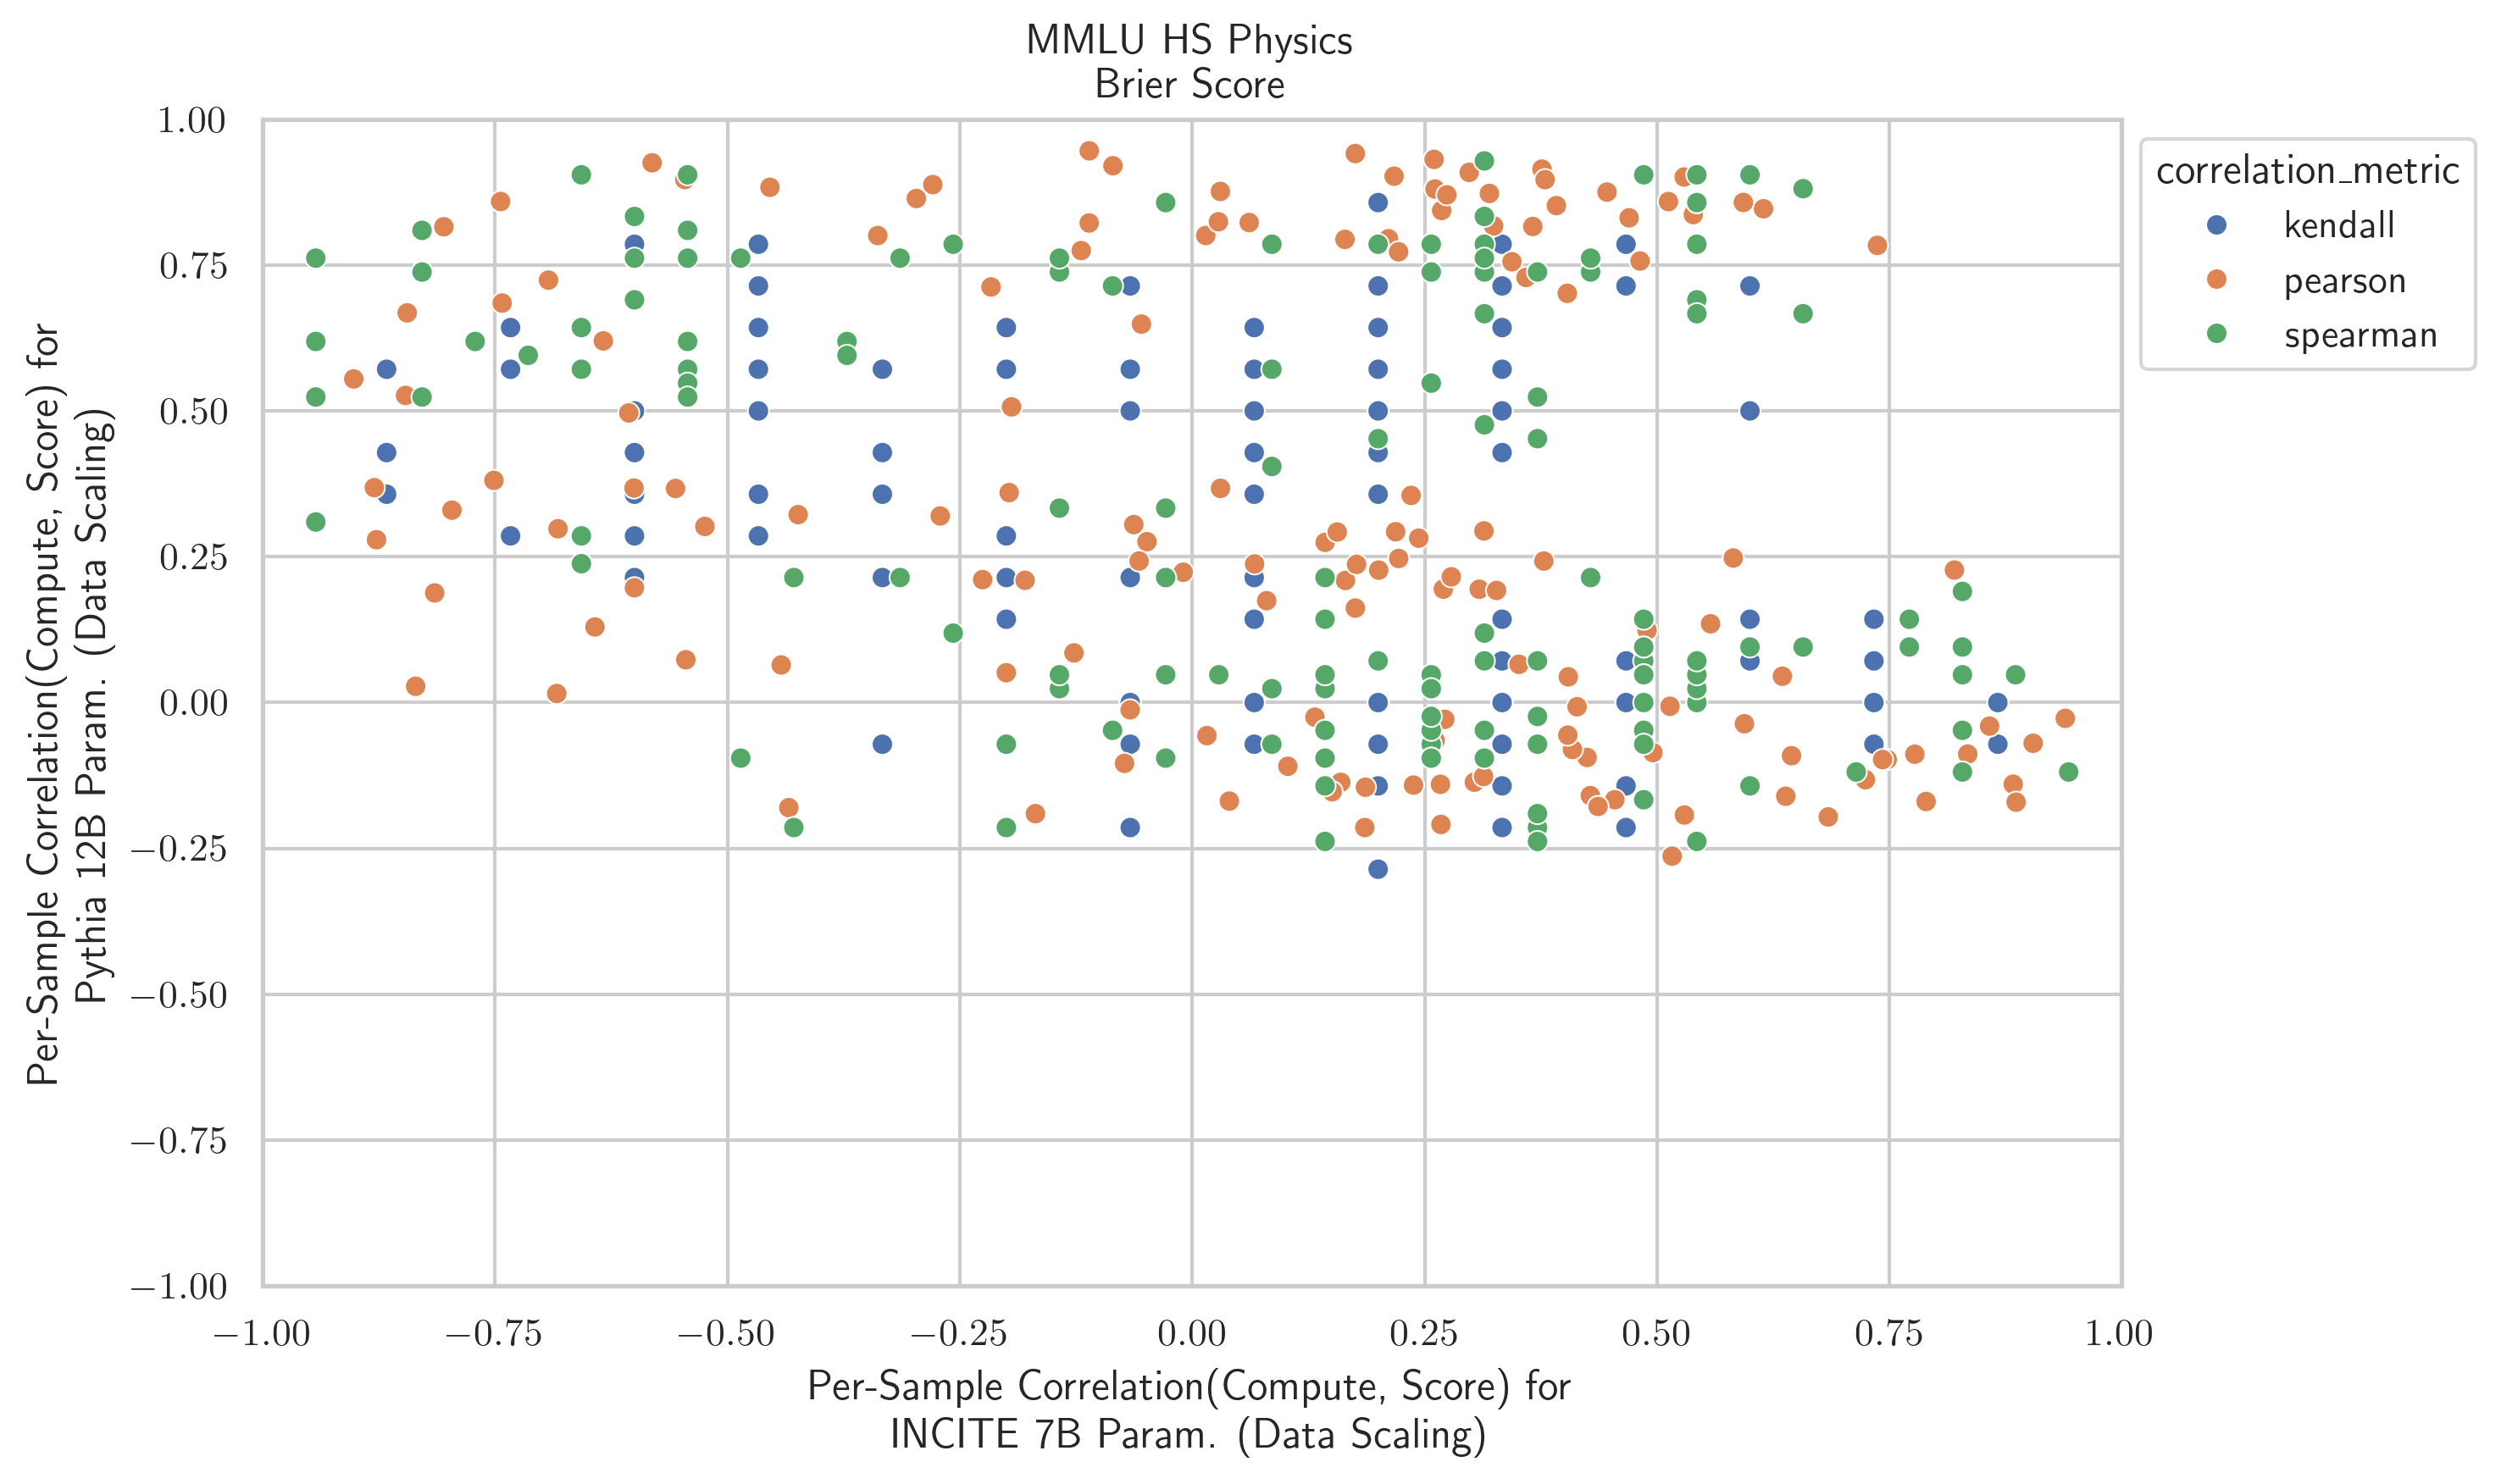 MMLU HS Physics
Brier Score
1.00
0.75
0.50
0.25
0.00
−0.25
−0.50
−0.75
−1.00
Per-Sample Correlation(Compute, Score) for
Pythia 12B Param. (Data Scaling)
correlation_metric
kendall
pearson
spearman
−1.00
−0.75
−0.50
−0.25
0.00
0.25
0.50
0.75
1.00
Per-Sample Correlation(Compute, Score) for
INCITE 7B Param. (Data Scaling)